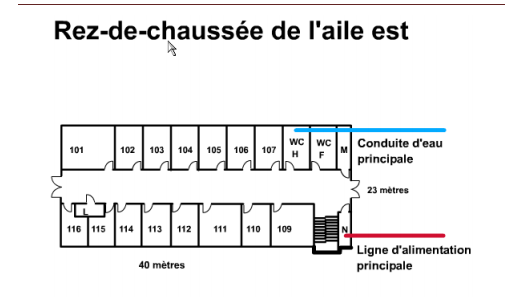 Rez-de-chaussée de l'aile est
101
102
103
104
105
106
107
WC
H
WC
F
M
Conduite d'eau
principale
23 mètres
L
116
115
114
113
112
111
110
109
N
Ligne d'alimentation
principale
40 mètres